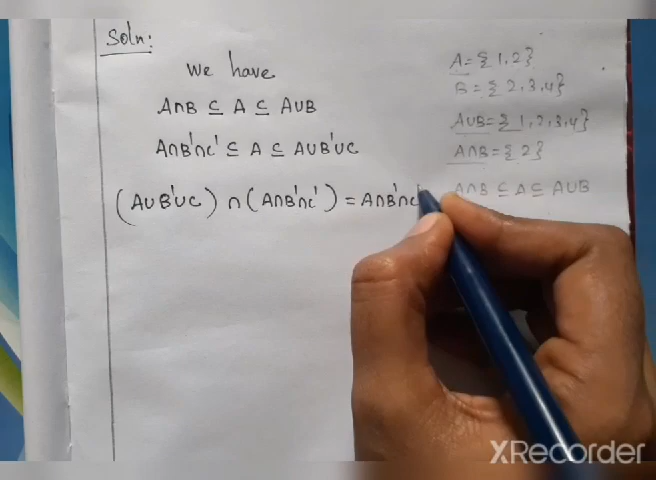 Soln:
we have
A∩B ⊆ A ⊆ A∪B
A∩B'∩C' ⊆ A ⊆ A∪B'∪C
(A∪B'∪C) ∩ (A∩B'∩C') = A∩B'∩C'
A = {1, 2}
B = {2, 3, 4}
A∪B = {1, 2, 3, 4}
A∩B = {2}
A∩B ⊆ A ⊆ A∪B
XRecorder